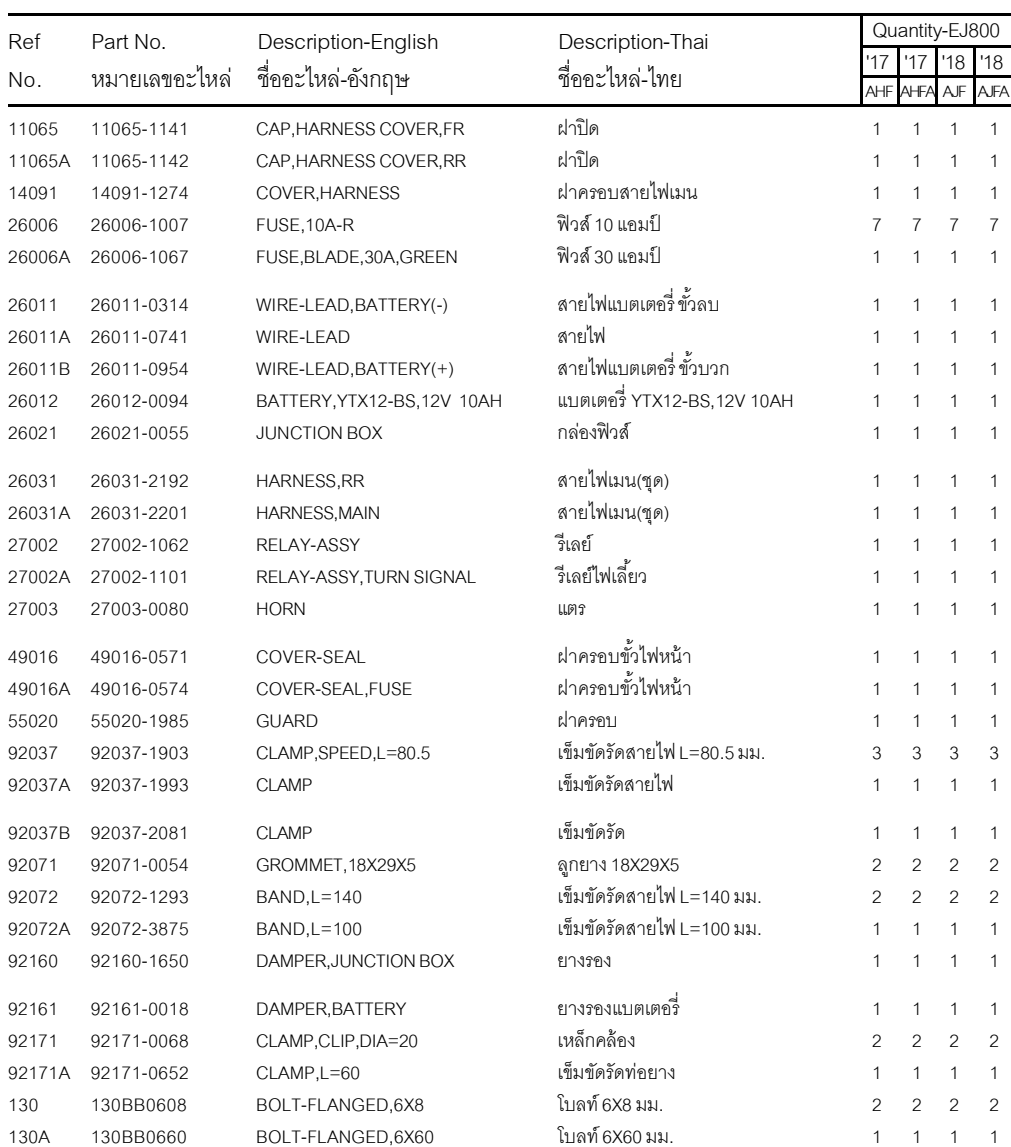 Ref Part No. Description-English Description-Thai Quantity-EJ800
No. หมายเลขอะไหล่ ชื่ออะไหล่-อังกฤษ ชื่ออะไหล่-ไทย '17 '17 '18 '18
AHF AHFA AJF AJFA
11065 11065-1141 CAP,HARNESS COVER,FR ฝาปิด 1 1 1 1
11065A 11065-1142 CAP,HARNESS COVER,RR ฝาปิด 1 1 1 1
14091 14091-1274 COVER,HARNESS ฝาครอบสายไฟเมน 1 1 1 1
26006 26006-1007 FUSE,10A-R ฟิวส์ 10 แอมป์ 7 7 7 7
26006A 26006-1067 FUSE,BLADE,30A,GREEN ฟิวส์ 30 แอมป์ 1 1 1 1
26011 26011-0314 WIRE-LEAD,BATTERY(-) สายไฟแบตเตอรี่ ขั้วลบ 1 1 1 1
26011A 26011-0741 WIRE-LEAD สายไฟ 1 1 1 1
26011B 26011-0954 WIRE-LEAD,BATTERY(+) สายไฟแบตเตอรี่ ขั้วบวก 1 1 1 1
26012 26012-0094 BATTERY,YTX12-BS,12V 10AH แบตเตอรี่ YTX12-BS,12V 10AH 1 1 1 1
26021 26021-0055 JUNCTION BOX กล่องฟิวส์ 1 1 1 1
26031 26031-2192 HARNESS,RR สายไฟเมน(ชุด) 1 1 1 1
26031A 26031-2201 HARNESS,MAIN สายไฟเมน(ชุด) 1 1 1 1
27002 27002-1062 RELAY-ASSY รีเลย์ 1 1 1 1
27002A 27002-1101 RELAY-ASSY,TURN SIGNAL รีเลย์ไฟเลี้ยว 1 1 1 1
27003 27003-0080 HORN แตร 1 1 1 1
49016 49016-0571 COVER-SEAL ฝาครอบขั้วไฟหน้า 1 1 1 1
49016A 49016-0574 COVER-SEAL,FUSE ฝาครอบขั้วไฟหน้า 1 1 1 1
55020 55020-1985 GUARD ฝาครอบ 1 1 1 1
92037 92037-1903 CLAMP,SPEED,L=80.5 เข็มขัดรัดสายไฟ L=80.5 มม. 3 3 3 3
92037A 92037-1993 CLAMP เข็มขัดรัดสายไฟ 1 1 1 1
92037B 92037-2081 CLAMP เข็มขัดรัด 1 1 1 1
92071 92071-0054 GROMMET,18X29X5 ลูกยาง 18X29X5 2 2 2 2
92072 92072-1293 BAND,L=140 เข็มขัดรัดสายไฟ L=140 มม. 2 2 2 2
92072A 92072-3875 BAND,L=100 เข็มขัดรัดสายไฟ L=100 มม. 1 1 1 1
92160 92160-1650 DAMPER,JUNCTION BOX ยางรอง 1 1 1 1
92161 92161-0018 DAMPER,BATTERY ยางรองแบตเตอรี่ 1 1 1 1
92171 92171-0068 CLAMP,CLIP,DIA=20 เหล็กคล้อง 2 2 2 2
92171A 92171-0652 CLAMP,L=60 เข็มขัดรัดท่อยาง 1 1 1 1
130 130BB0608 BOLT-FLANGED,6X8 โบลท์ 6X8 มม. 2 2 2 2
130A 130BB0660 BOLT-FLANGED,6X60 โบลท์ 6X60 มม. 1 1 1 1